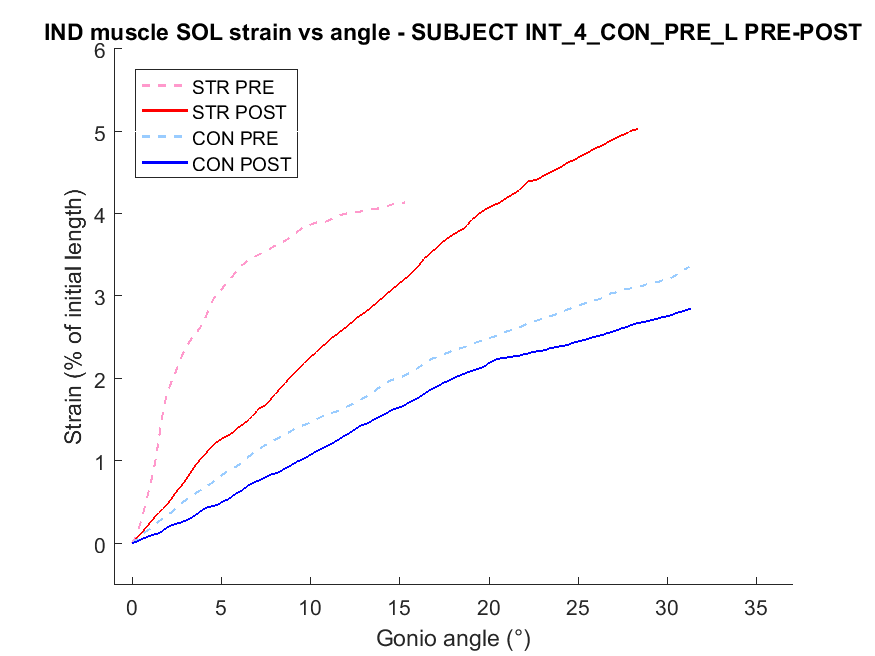 IND muscle SOL strain vs angle - SUBJECT INT_4_CON_PRE_L PRE-POST
STR PRE
STR POST
CON PRE
CON POST
Strain (% of initial length)
6
5
4
3
2
1
0
0 5 10 15 20 25 30 35
Gonio angle (°)